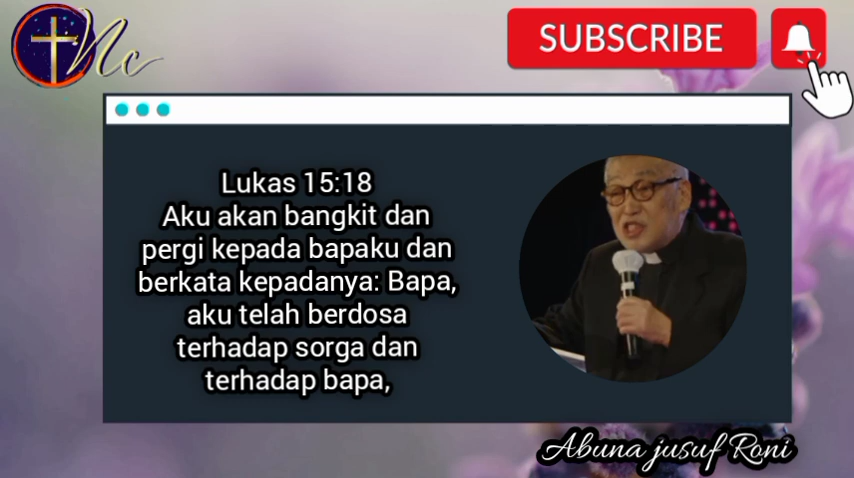 Nc
SUBSCRIBE
Lukas 15:18
Aku akan bangkit dan
pergi kepada bapaku dan
berkata kepadanya: Bapa,
aku telah berdosa
terhadap sorga dan
terhadap bapa,
Abuna jusuf Roni